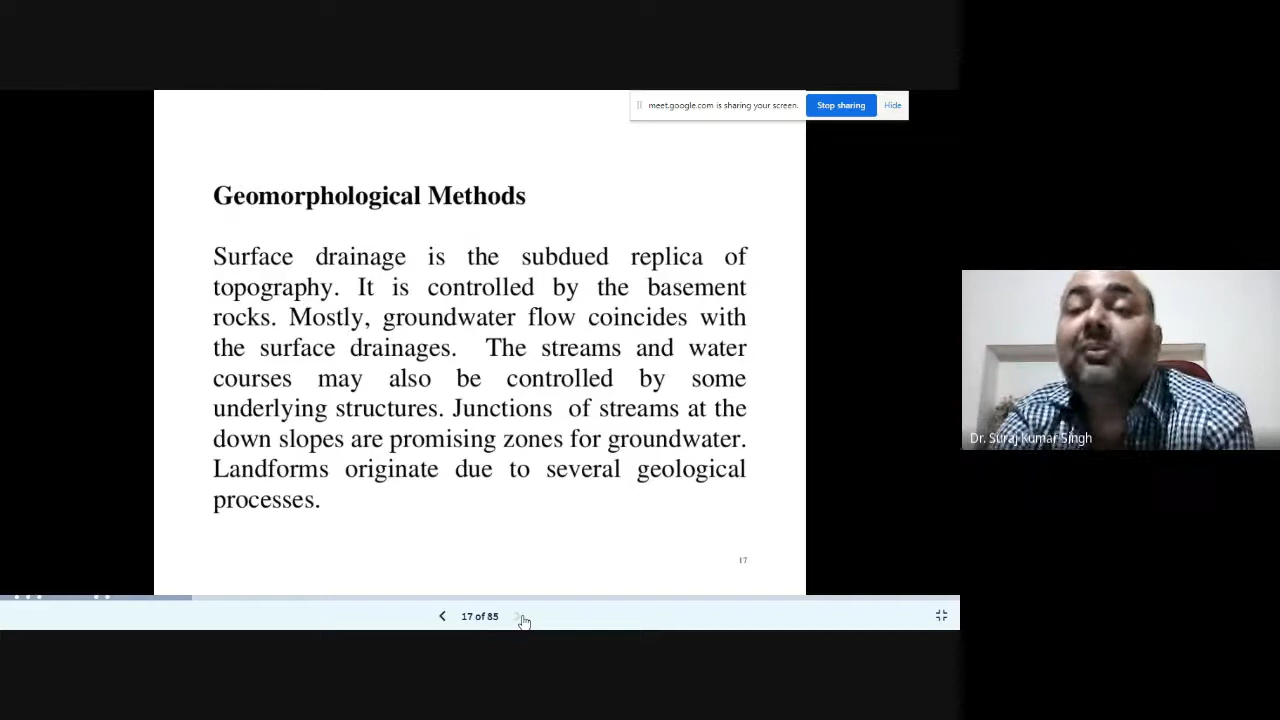 meet.google.com is sharing your screen.
Stop sharing
Hide
Geomorphological Methods
Surface drainage is the subdued replica of
topography. It is controlled by the basement
rocks. Mostly, groundwater flow coincides with
the surface drainages. The streams and water
courses may also be controlled by some
underlying structures. Junctions of streams at the
down slopes are promising zones for groundwater.
Landforms originate due to several geological
processes.
17
17 of 85
Dr. Suraj Kumar Singh